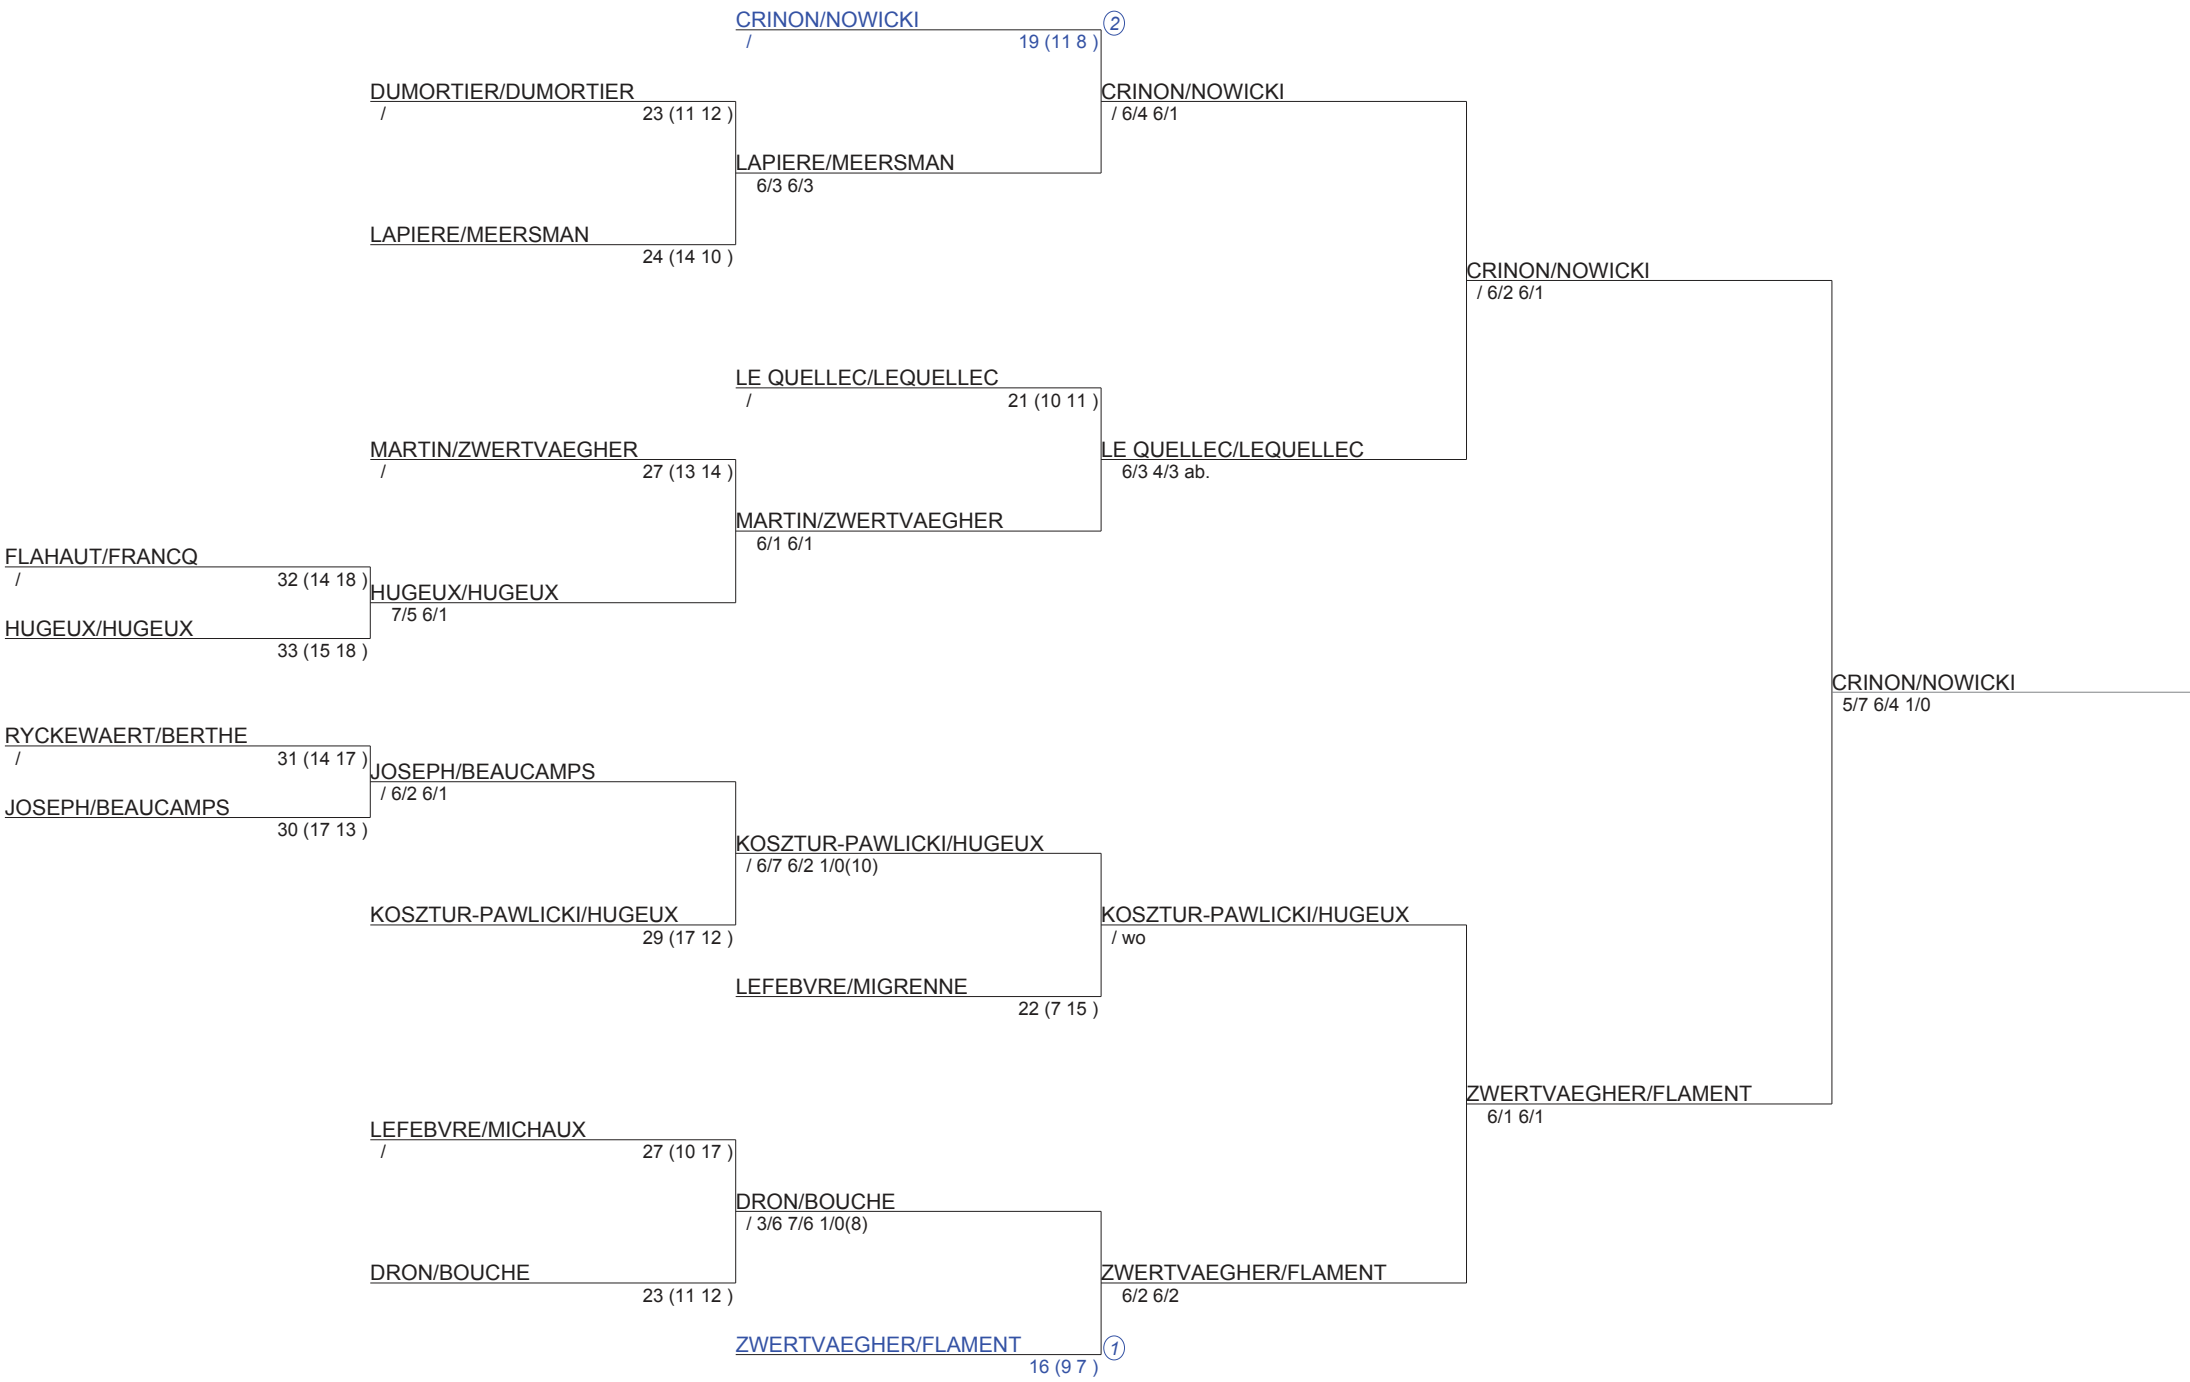 CRINON/NOWICKI
2
/ 19 (11 8 )
DUMORTIER/DUMORTIER
/ 23 (11 12 )
CRINON/NOWICKI
/ 6/4 6/1
LAPIERE/MEERSMAN
6/3 6/3
LAPIERE/MEERSMAN
24 (14 10 )
CRINON/NOWICKI
/ 6/2 6/1
LE QUELLEC/LEQUELLEC
/ 21 (10 11 )
MARTIN/ZWERTVAEGHER
/ 27 (13 14 )
LE QUELLEC/LEQUELLEC
6/3 4/3 ab.
MARTIN/ZWERTVAEGHER
6/1 6/1
FLAHAUT/FRANCQ
/ 32 (14 18 )
HUGEUX/HUGEUX
7/5 6/1
HUGEUX/HUGEUX
33 (15 18 )
CRINON/NOWICKI
5/7 6/4 1/0
RYCKEWAERT/BERTHE
/ 31 (14 17 )
JOSEPH/BEAUCAMPS
/ 6/2 6/1
JOSEPH/BEAUCAMPS
30 (17 13 )
KOSZTUR-PAWLICKI/HUGEUX
/ 6/7 6/2 1/0(10)
KOSZTUR-PAWLICKI/HUGEUX
29 (17 12 )
KOSZTUR-PAWLICKI/HUGEUX
/ wo
LEFEBVRE/MIGRENNE
22 (7 15 )
ZWERTVAEGHER/FLAMENT
6/1 6/1
LEFEBVRE/MICHAUX
/ 27 (10 17 )
DRON/BOUCHE
/ 3/6 7/6 1/0(8)
DRON/BOUCHE
23 (11 12 )
ZWERTVAEGHER/FLAMENT
6/2 6/2
ZWERTVAEGHER/FLAMENT
1
16 (9 7 )